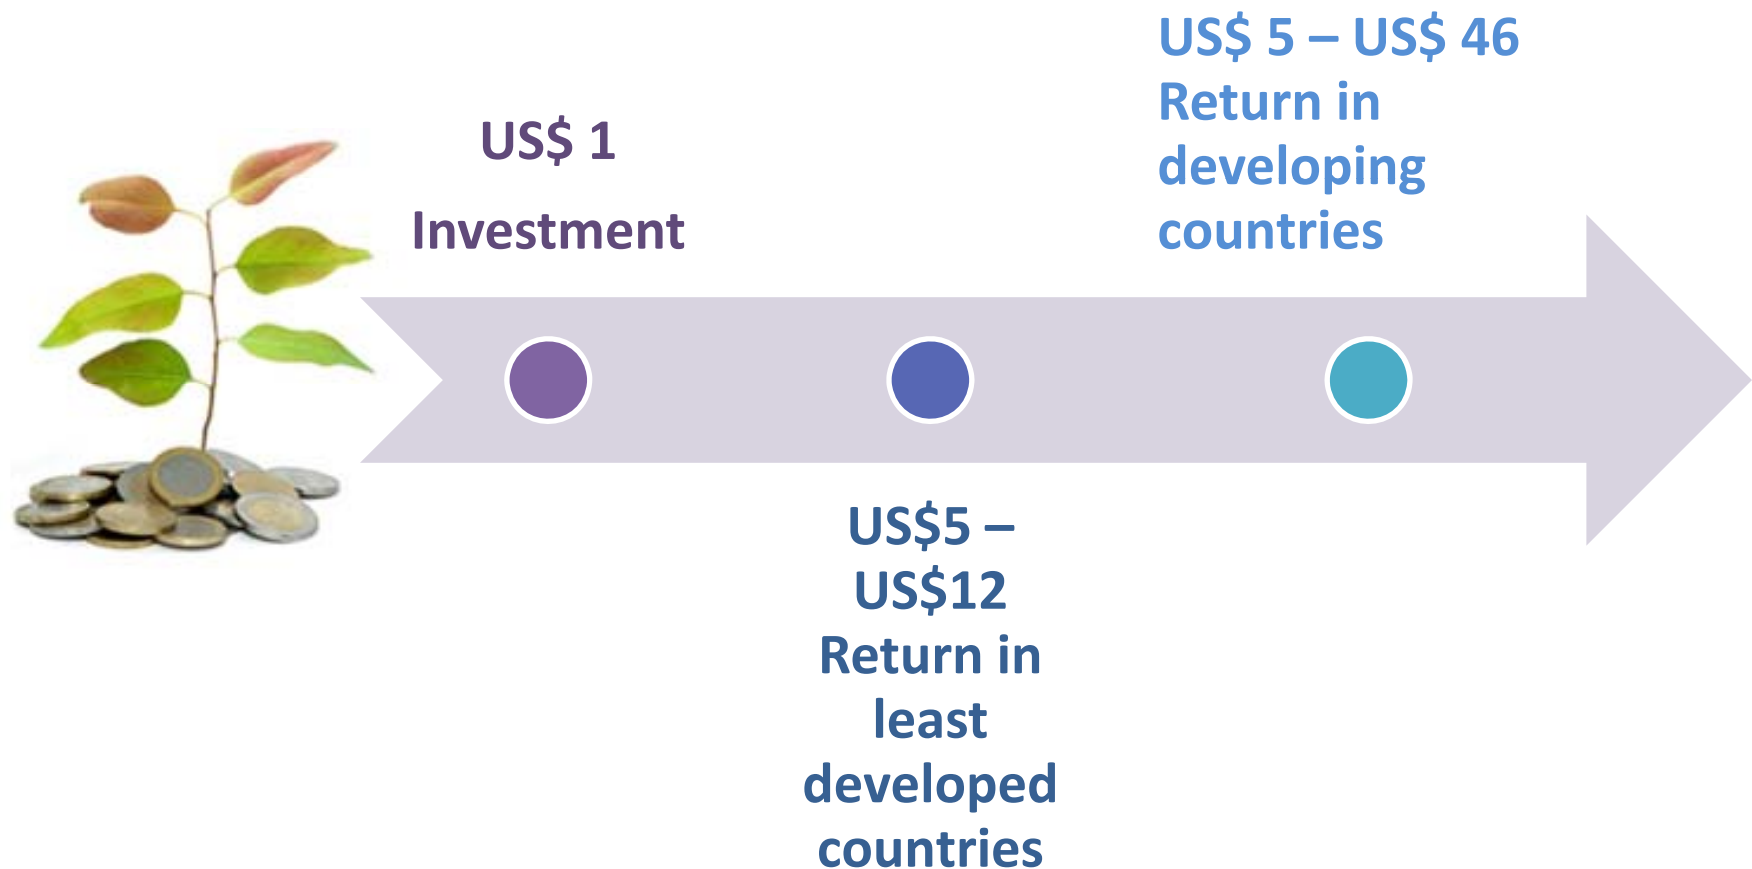 US$ 1
Investment
US$5 –
US$12
Return in
least
developed
countries
US$ 5 – US$ 46
Return in
developing
countries